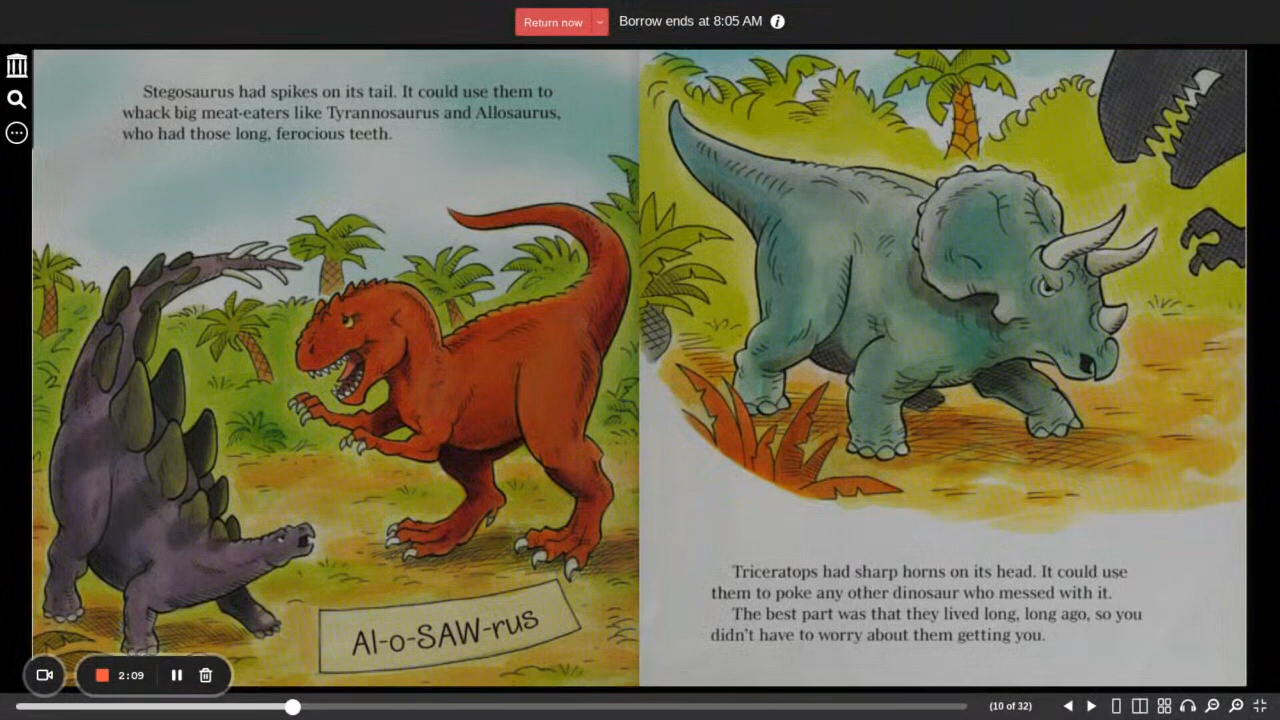 Return now
Borrow ends at 8:05 AM
Stegosaurus had spikes on its tail. It could use them to
whack big meat-eaters like Tyrannosaurus and Allosaurus,
who had those long, ferocious teeth.
Al-o-SAW-rus
Triceratops had sharp horns on its head. It could use
them to poke any other dinosaur who messed with it.
The best part was that they lived long, long ago, so you
didn't have to worry about them getting you.
2:09
(10 of 32)